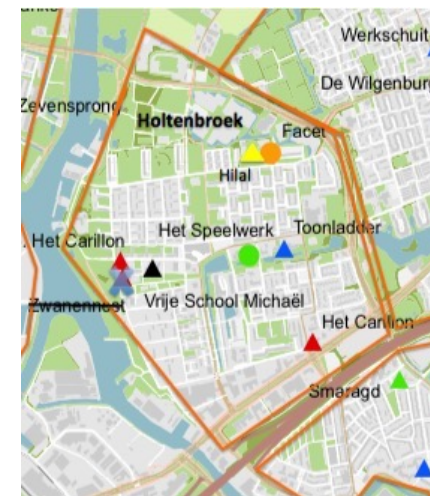 Werkschuit
De Wilgenburg
Zevensprong
Holtenbroek
Facet
Hilal
Het Speelwerk
Toonladder
Het Carillon
Zwanennest
Vrije School Michaël
Het Carillon
Smaragd